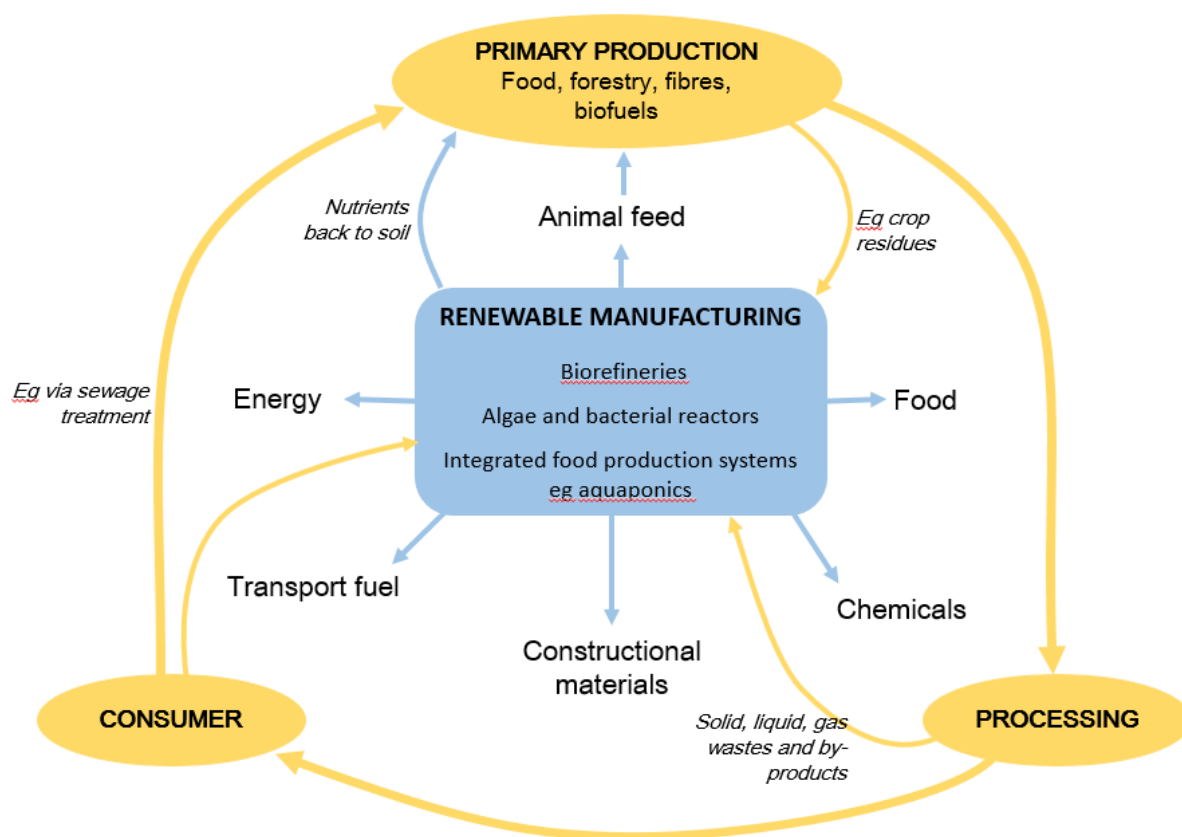 PRIMARY PRODUCTION
Food, forestry, fibres,
biofuels
Nutrients
back to soil
Animal feed
Eg crop
residues
RENEWABLE MANUFACTURING
Biorefineries
Algae and bacterial reactors
Integrated food production systems
eg aquaponics
Eg via sewage
treatment
Energy
Food
Transport fuel
Chemicals
Constructional
materials
CONSUMER
Solid, liquid, gas
wastes and by-
products
PROCESSING